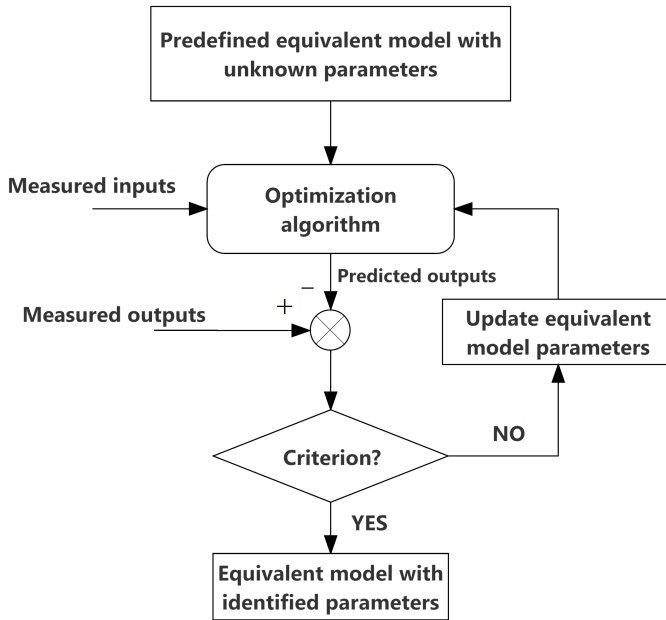 Predefined equivalent model with
unknown parameters
Measured inputs
Optimization
algorithm
−
Predicted outputs
+
Measured outputs
Update equivalent
model parameters
Criterion?
NO
YES
Equivalent model with
identified parameters